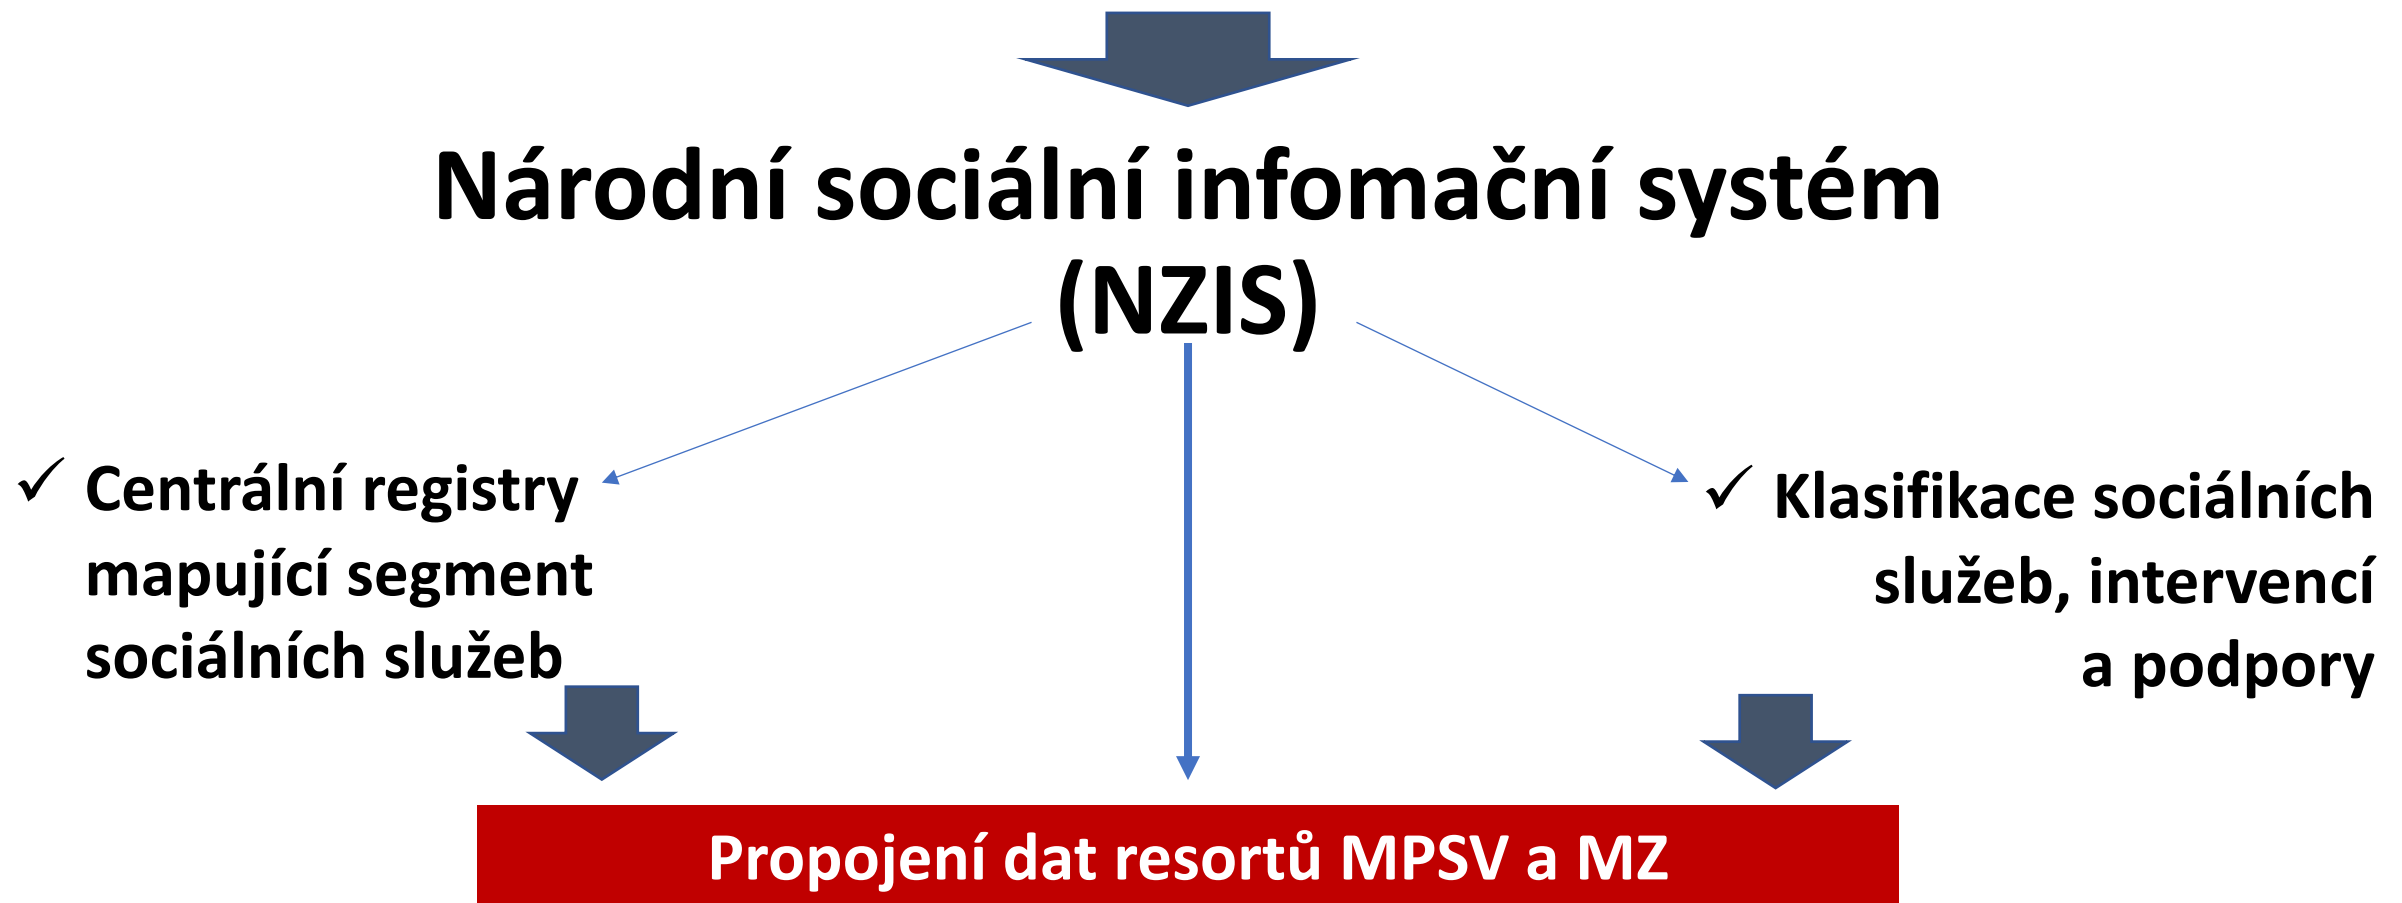 Národní sociální infomační systém
(NZIS)
✓ Centrální registry
mapující segment
sociálních služeb
✓ Klasifikace sociálních
služeb, intervencí
a podpory
Propojení dat resortů MPSV a MZ